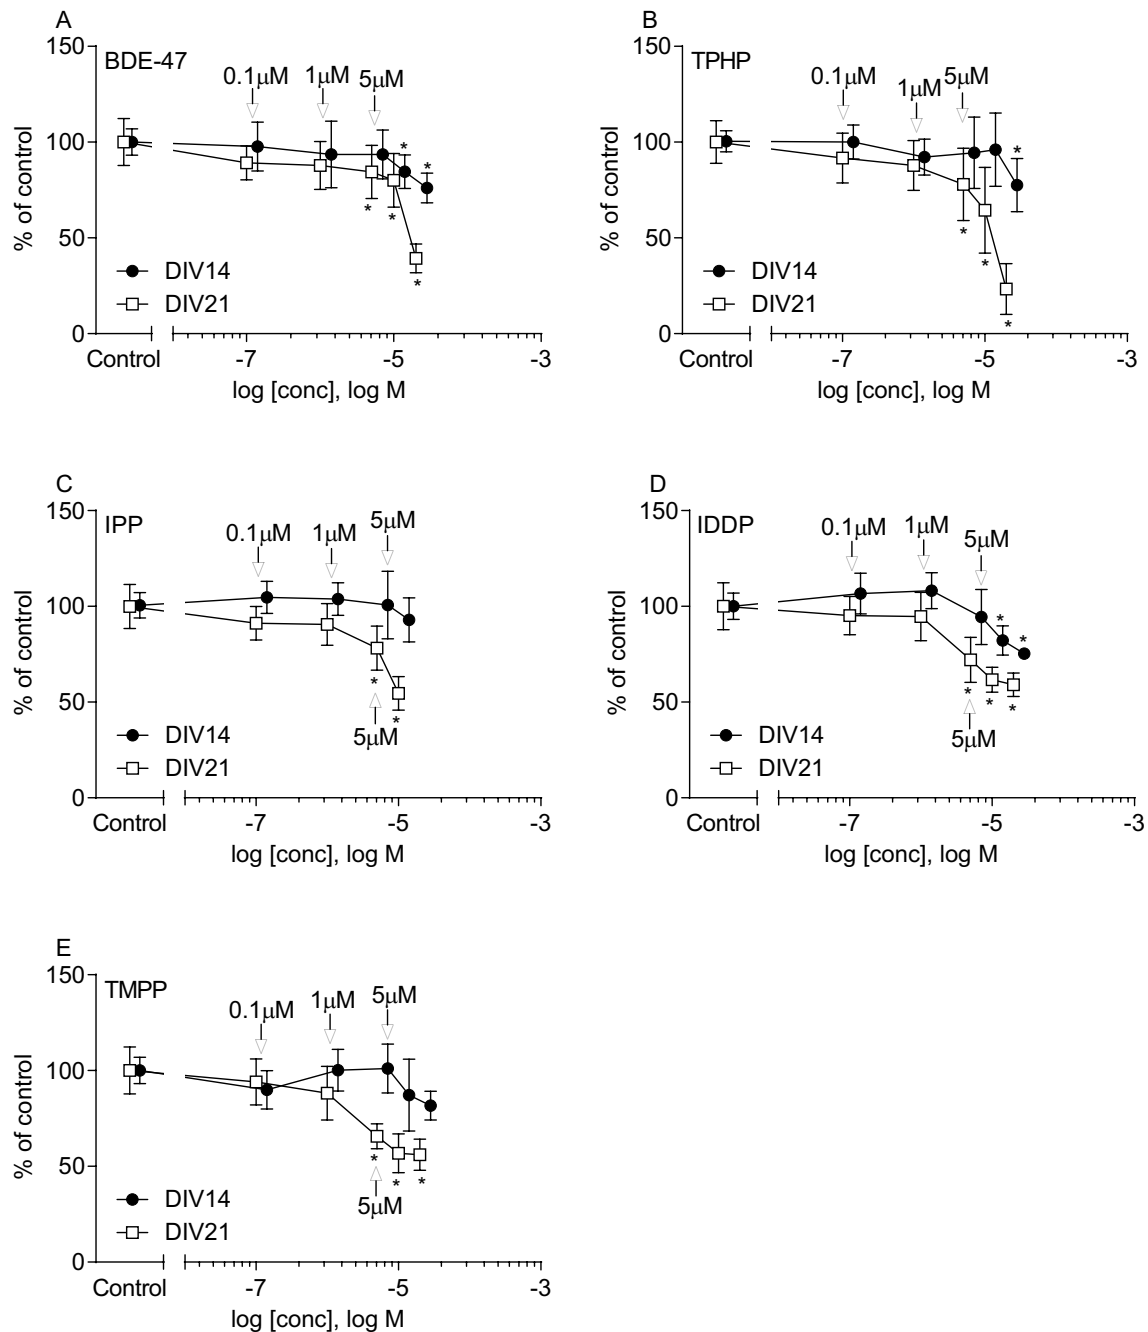 A
BDE-47
0.1μM
1μM
5μM
150
100
50
0
% of control
*
*
*
*
*
DIV14
DIV21
Control
-7
-5
-3
log [conc], log M
B
TPHP
0.1μM
1μM
5μM
150
100
50
0
% of control
*
*
*
*
DIV14
DIV21
Control
-7
-5
-3
log [conc], log M
C
IPP
0.1μM
1μM
5μM
150
100
50
0
% of control
*
*
5μM
DIV14
DIV21
Control
-7
-5
-3
log [conc], log M
D
IDDP
0.1μM
1μM
5μM
150
100
50
0
% of control
*
*
*
*
*
5μM
DIV14
DIV21
Control
-7
-5
-3
log [conc], log M
E
TMPP
0.1μM
1μM
5μM
150
100
50
0
% of control
*
*
*
5μM
DIV14
DIV21
Control
-7
-5
-3
log [conc], log M